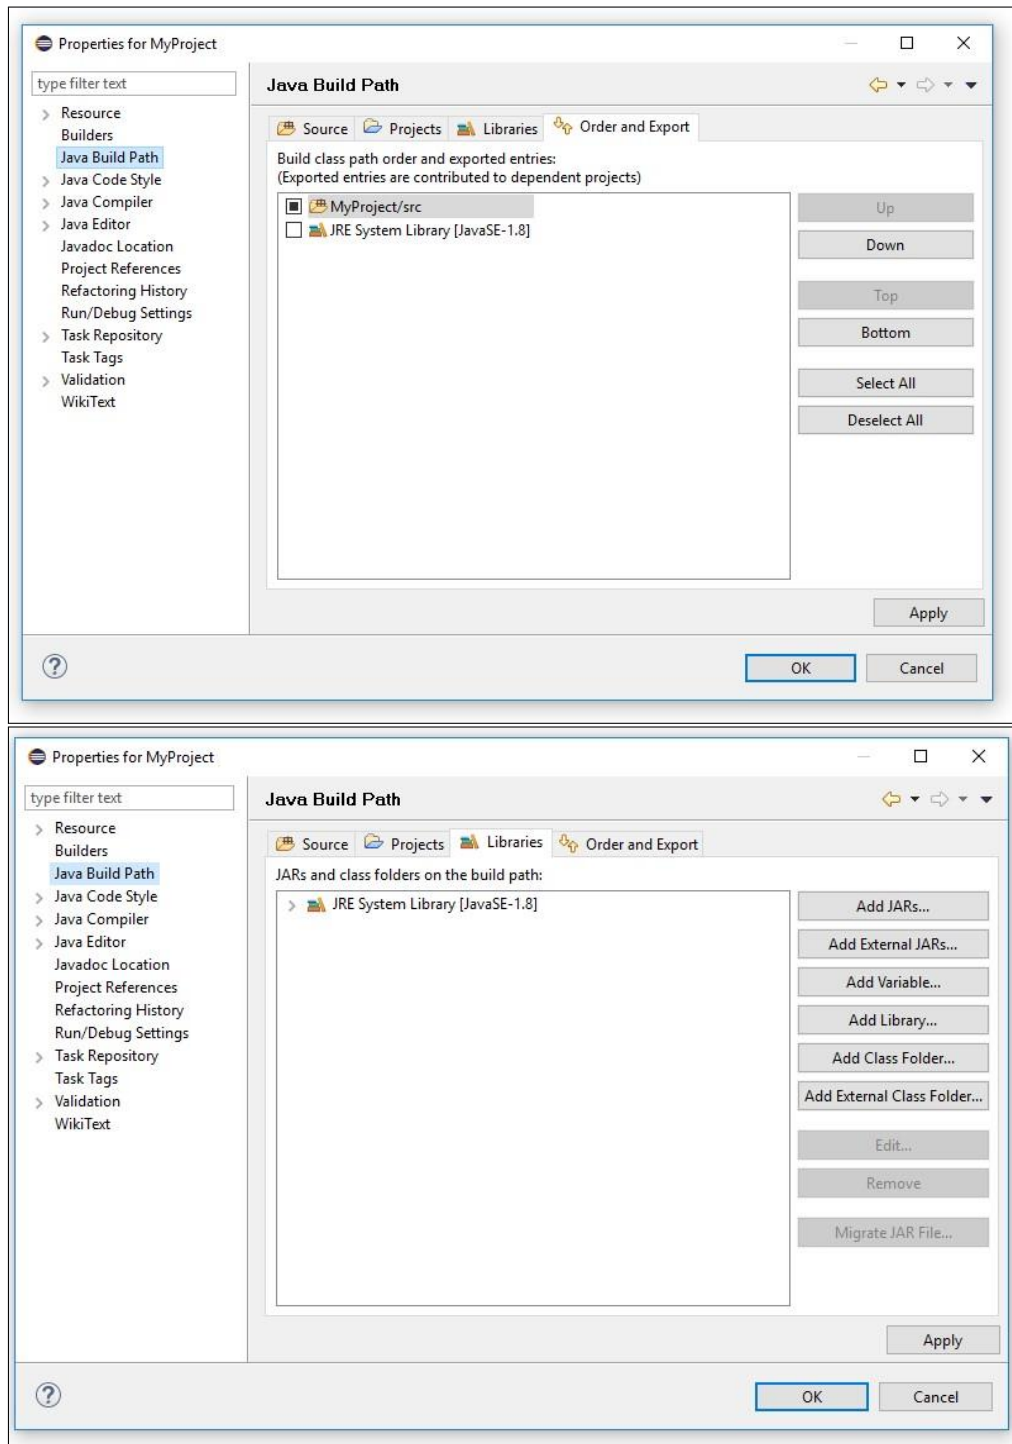 Properties for MyProject
type filter text
Resource
Builders
Java Build Path
Java Code Style
Java Compiler
Java Editor
Javadoc Location
Project References
Refactoring History
Run/Debug Settings
Task Repository
Task Tags
Validation
WikiText
Java Build Path
Source Projects Libraries Order and Export
Build class path order and exported entries:
(Exported entries are contributed to dependent projects)
MyProject/src
JRE System Library [JavaSE-1.8]
Up
Down
Top
Bottom
Select All
Deselect All
Apply
OK Cancel
Properties for MyProject
type filter text
Resource
Builders
Java Build Path
Java Code Style
Java Compiler
Java Editor
Javadoc Location
Project References
Refactoring History
Run/Debug Settings
Task Repository
Task Tags
Validation
WikiText
Java Build Path
Source Projects Libraries Order and Export
JARs and class folders on the build path:
JRE System Library [JavaSE-1.8]
Add JARs...
Add External JARs...
Add Variable...
Add Library...
Add Class Folder...
Add External Class Folder...
Edit...
Remove
Migrate JAR File...
Apply
OK Cancel